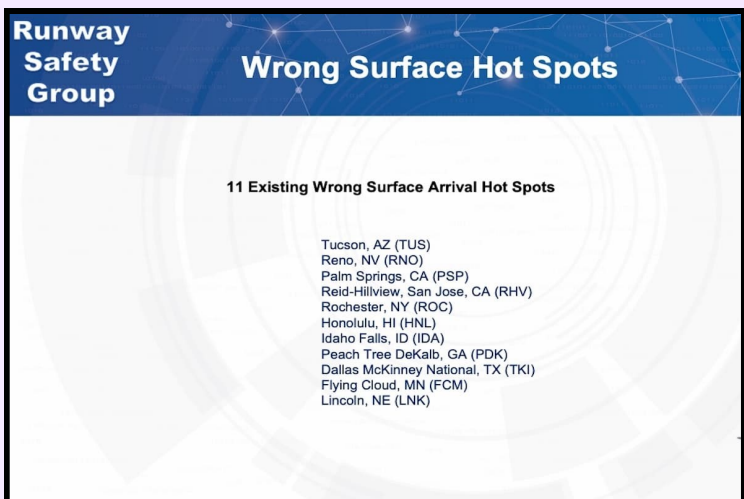 Runway
Safety
Group
Wrong Surface Hot Spots
11 Existing Wrong Surface Arrival Hot Spots
Tucson, AZ (TUS)
Reno, NV (RNO)
Palm Springs, CA (PSP)
Reid-Hillview, San Jose, CA (RHV)
Rochester, NY (ROC)
Honolulu, HI (HNL)
Idaho Falls, ID (IDA)
Peach Tree DeKalb, GA (PDK)
Dallas McKinney National, TX (TKI)
Flying Cloud, MN (FCM)
Lincoln, NE (LNK)